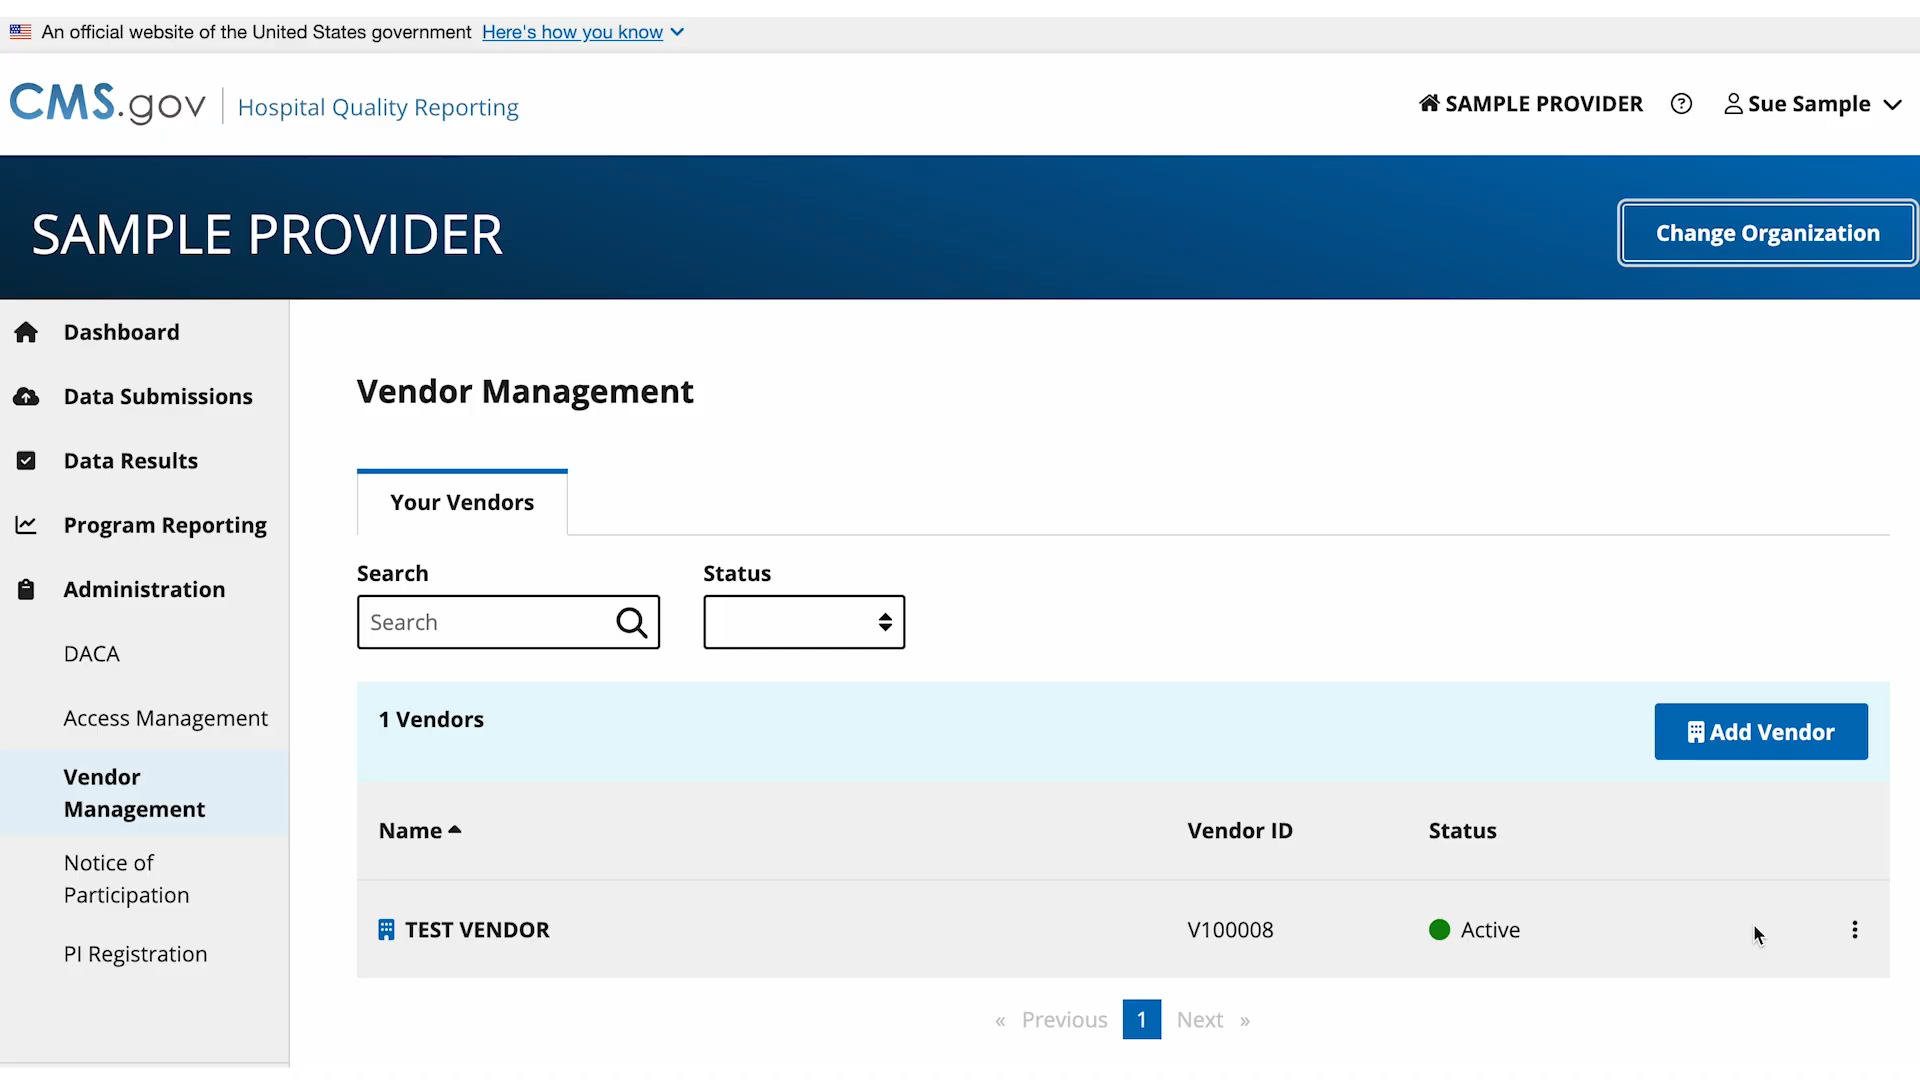 An official website of the United States government Here's how you know
CMS.gov Hospital Quality Reporting
SAMPLE PROVIDER Sue Sample
SAMPLE PROVIDER
Change Organization
Dashboard
Data Submissions
Data Results
Program Reporting
Administration
DACA
Access Management
Vendor
Management
Notice of
Participation
PI Registration
Vendor Management
Your Vendors
Search Status
Search
1 Vendors
Add Vendor
Name Vendor ID Status
TEST VENDOR V100008 Active
« Previous 1 Next »